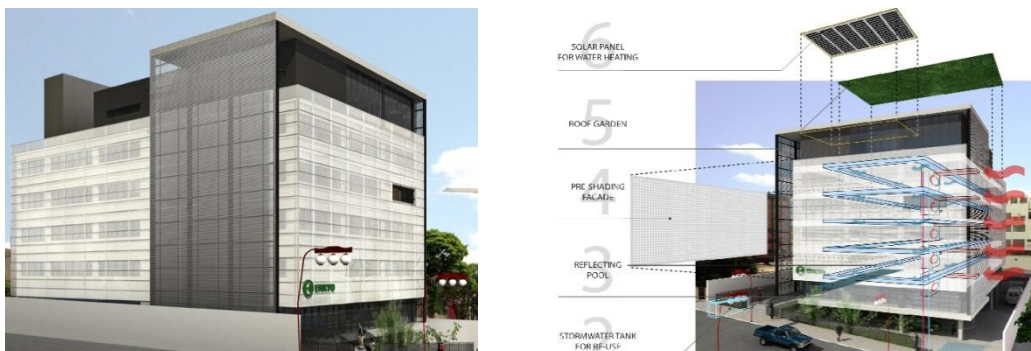 6
SOLAR PANEL
FOR WATER HEATING
5
ROOF GARDEN
4
PRE SHADING
FACADE
3
REFLECTING
POOL
2
STORMWATER TANK
FOR RE-USE